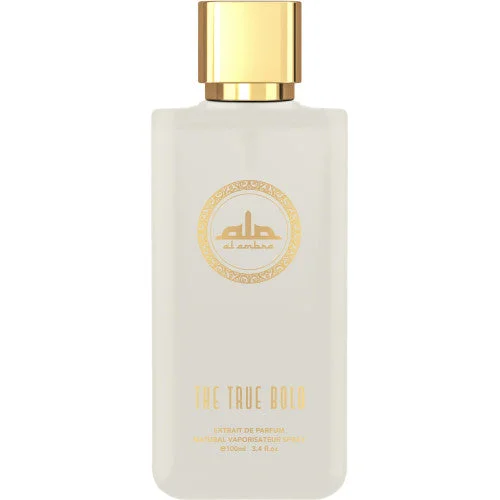 al ambra
THE TRUE BOLD
EXTRAIT DE PARFUM
NATURAL VAPORISATEUR SPRAY
℮100ml 3,4 fl.oz